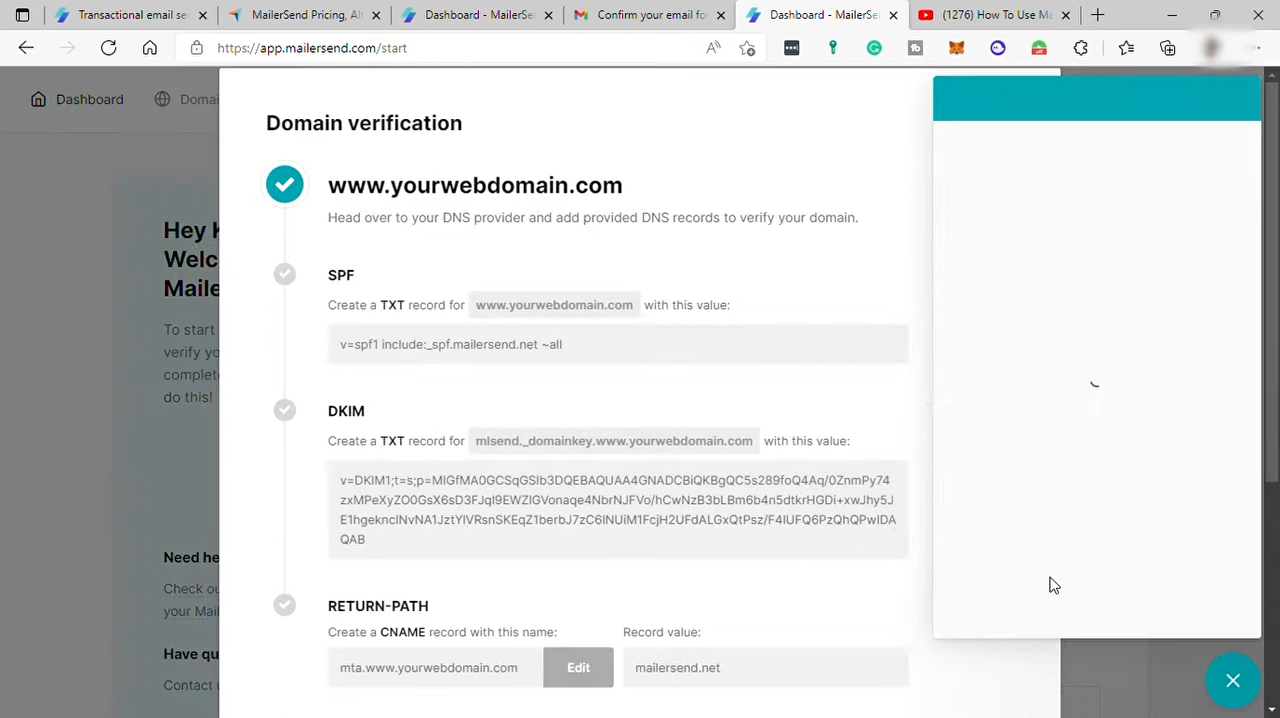 Transactional email se
MailerSend Pricing, Al
Dashboard - MailerSe
Confirm your email fo
Dashboard - MailerSe
(1276) How To Use Ma
https://app.mailersend.com/start
Dashboard
Domai
Hey K
Welc
Maile
To start
verify yo
complete
do this!
Need he
Check ou
your Mail
Have qu
Contact u
Domain verification
www.yourwebdomain.com
Head over to your DNS provider and add provided DNS records to verify your domain.
SPF
Create a TXT record for www.yourwebdomain.com with this value:
v=spf1 include:_spf.mailersend.net ~all
DKIM
Create a TXT record for mlsend._domainkey.www.yourwebdomain.com with this value:
v=DKIM1;t=s;p=MIGfMA0GCSqGSIb3DQEBAQUAA4GNADCBiQKBgQC5s289foQ4Aq/0ZnmPy74
zxMPeXyZO0GsX6sD3FJqI9EWZIGVonaqe4NbrNJFVo/hCwNzB3bLBm6b4n5dtkrHGDi+xwJhy5J
E1hgekncINvNA1JztYIVRsnSKEqZ1berbJ7zC6INUiM1FcjH2UFdALGxQtPsz/F4IUFQ6PzQhQPwIDA
QAB
RETURN-PATH
Create a CNAME record with this name:
Record value:
mta.www.yourwebdomain.com
Edit
mailersend.net